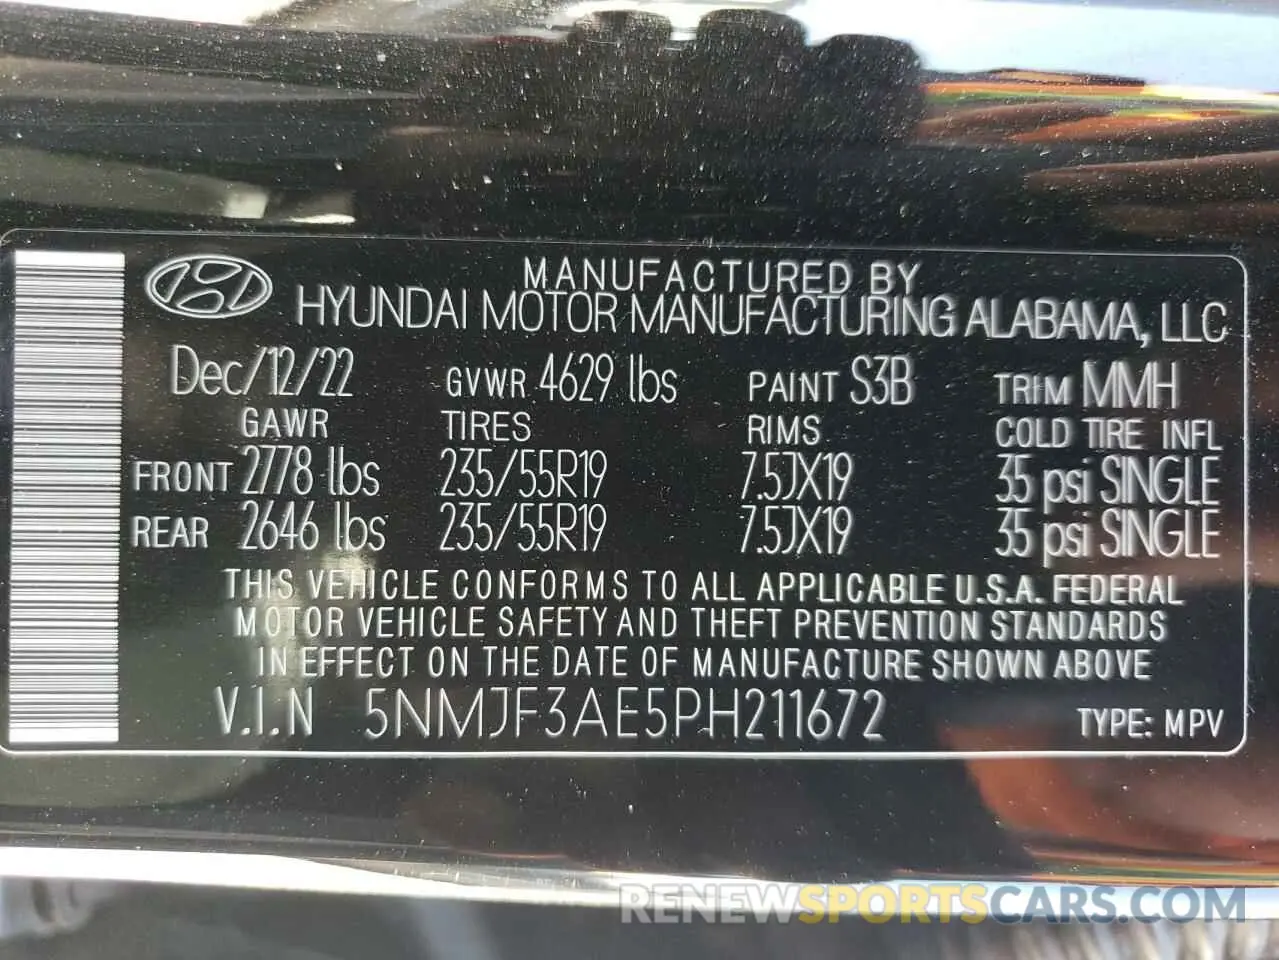 MANUFACTURED BY
HYUNDAI MOTOR MANUFACTURING ALABAMA, LLC
Dec/12/22 GVWR 4629 lbs PAINT S3B TRIM MMH
GAWR TIRES RIMS COLD TIRE INFL
FRONT 2778 lbs 235/55R19 7.5JX19 35 psi SINGLE
REAR 2646 lbs 235/55R19 7.5JX19 35 psi SINGLE
THIS VEHICLE CONFORMS TO ALL APPLICABLE U.S.A. FEDERAL
MOTOR VEHICLE SAFETY AND THEFT PREVENTION STANDARDS
IN EFFECT ON THE DATE OF MANUFACTURE SHOWN ABOVE
V.I.N 5NMJF3AE5PH211672 TYPE: MPV
RENEWSPORTSCARS.COM